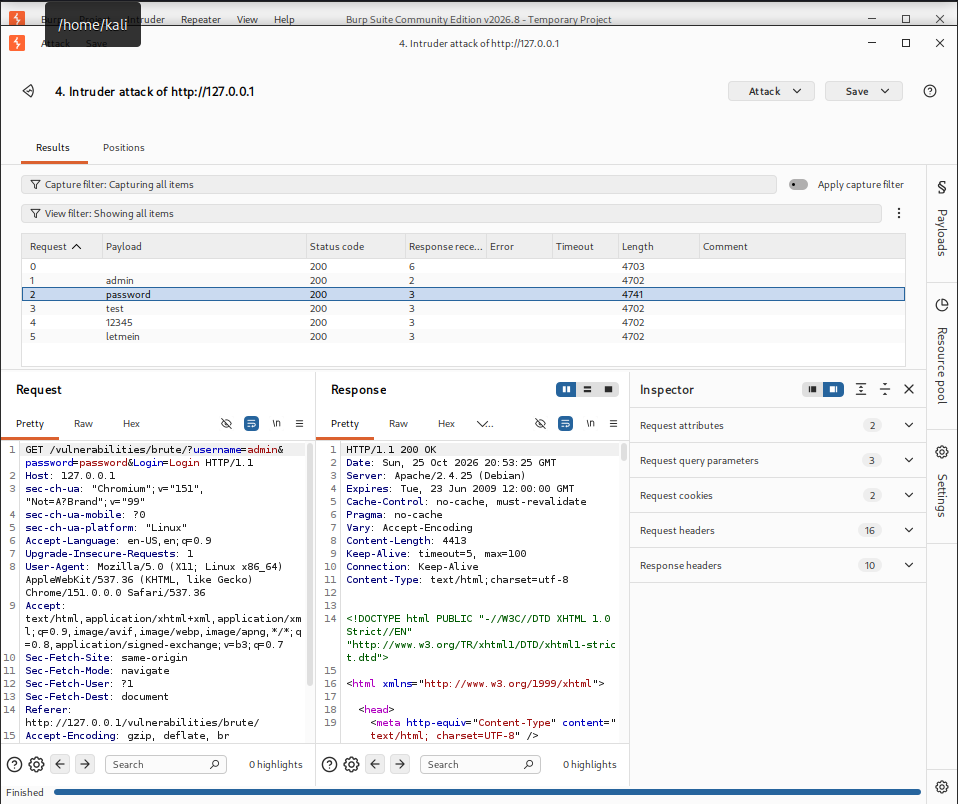 Intruder Repeater View Help Burp Suite Community Edition v2026.8 - Temporary Project
/home/kali
Attack Save 4. Intruder attack of http://127.0.0.1
4. Intruder attack of http://127.0.0.1 Attack Save
Results Positions
Capture filter: Capturing all items Apply capture filter
View filter: Showing all items
Request Payload Status code Response rece... Error Timeout Length Comment
0 200 6 4703
1 admin 200 2 4702
2 password 200 3 4741
3 test 200 3 4702
4 12345 200 3 4702
5 letmein 200 3 4702
Payloads
Resource pool
Settings
Request
Pretty Raw Hex \n
1 GET /vulnerabilities/brute/?username=admin&
password=password&Login=Login HTTP/1.1
2 Host: 127.0.0.1
3 sec-ch-ua: "Chromium";v="151",
"Not=A?Brand";v="99"
4 sec-ch-ua-mobile: ?0
5 sec-ch-ua-platform: "Linux"
6 Accept-Language: en-US,en;q=0.9
7 Upgrade-Insecure-Requests: 1
8 User-Agent: Mozilla/5.0 (X11; Linux x86_64)
AppleWebKit/537.36 (KHTML, like Gecko)
Chrome/151.0.0.0 Safari/537.36
9 Accept:
text/html,application/xhtml+xml,application/xm
l;q=0.9,image/avif,image/webp,image/apng,*/*;q
=0.8,application/signed-exchange;v=b3;q=0.7
10 Sec-Fetch-Site: same-origin
11 Sec-Fetch-Mode: navigate
12 Sec-Fetch-User: ?1
13 Sec-Fetch-Dest: document
14 Referer:
http://127.0.0.1/vulnerabilities/brute/
15 Accept-Encoding: gzip, deflate, br
Search 0 highlights
Response
Pretty Raw Hex \n
1 HTTP/1.1 200 OK
2 Date: Sun, 25 Oct 2026 20:53:25 GMT
3 Server: Apache/2.4.25 (Debian)
4 Expires: Tue, 23 Jun 2009 12:00:00 GMT
5 Cache-Control: no-cache, must-revalidate
6 Pragma: no-cache
7 Vary: Accept-Encoding
8 Content-Length: 4413
9 Keep-Alive: timeout=5, max=100
10 Connection: Keep-Alive
11 Content-Type: text/html;charset=utf-8
12
13
14 <!DOCTYPE html PUBLIC "-//W3C//DTD XHTML 1.0
Strict//EN"
"http://www.w3.org/TR/xhtml1/DTD/xhtml1-stric
t.dtd">
15
16 <html xmlns="http://www.w3.org/1999/xhtml">
17
18 <head>
19 <meta http-equiv="Content-Type" content="
text/html; charset=UTF-8" />
Search 0 highlights
Inspector
Request attributes 2
Request query parameters 3
Request cookies 2
Request headers 16
Response headers 10
Finished